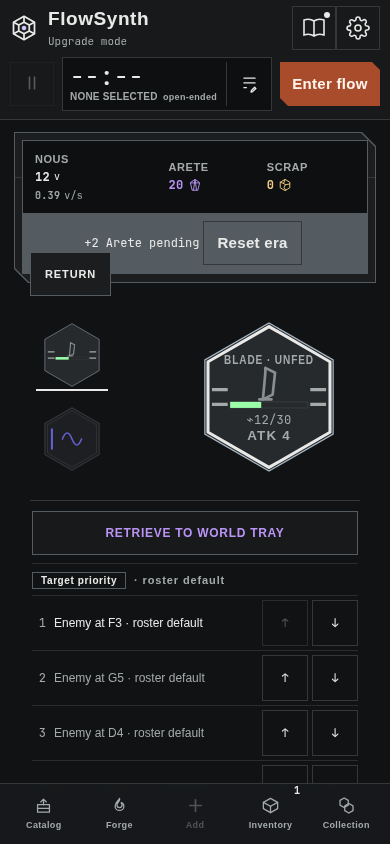 FlowSynth
Upgrade mode
--:--
NONE SELECTED open-ended
Enter flow
NOUS
12 v
0.39 v/s
ARETE
20
SCRAP
0
+2 Arete pending
Reset era
RETURN
BLADE · UNFED
⌁12/30
ATK 4
RETRIEVE TO WORLD TRAY
Target priority · roster default
1 Enemy at F3 · roster default ↑ ↓
2 Enemy at G5 · roster default ↑ ↓
3 Enemy at D4 · roster default ↑ ↓
Catalog
Forge
Add
1
Inventory
Collection